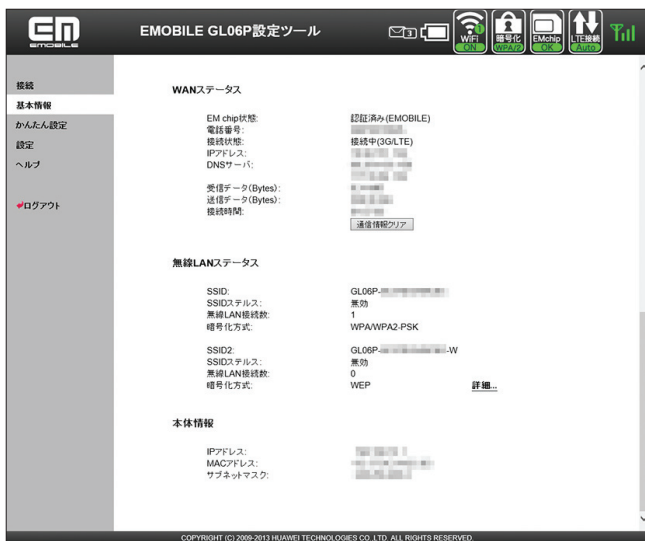 EM
EMOBILE
EMOBILE GL06P設定ツール
3
WiFi
ON
暗号化
WPA/2
EMchip
OK
LTE接続
Auto
接続
基本情報
かんたん設定
設定
ヘルプ
ログアウト
WANステータス
EM chip状態: 認証済み(EMOBILE)
電話番号:
接続状態: 接続中(3G/LTE)
IPアドレス:
DNSサーバ:
受信データ(Bytes):
送信データ(Bytes):
接続時間:
通信情報クリア
無線LANステータス
SSID: GL06P-
SSIDステルス: 無効
無線LAN接続数: 1
暗号化方式: WPA/WPA2-PSK
SSID2: GL06P- -W
SSIDステルス: 無効
無線LAN接続数: 0
暗号化方式: WEP 詳細...
本体情報
IPアドレス:
MACアドレス:
サブネットマスク:
COPYRIGHT (C) 2009-2013 HUAWEI TECHNOLOGIES CO.,LTD. ALL RIGHTS RESERVED.